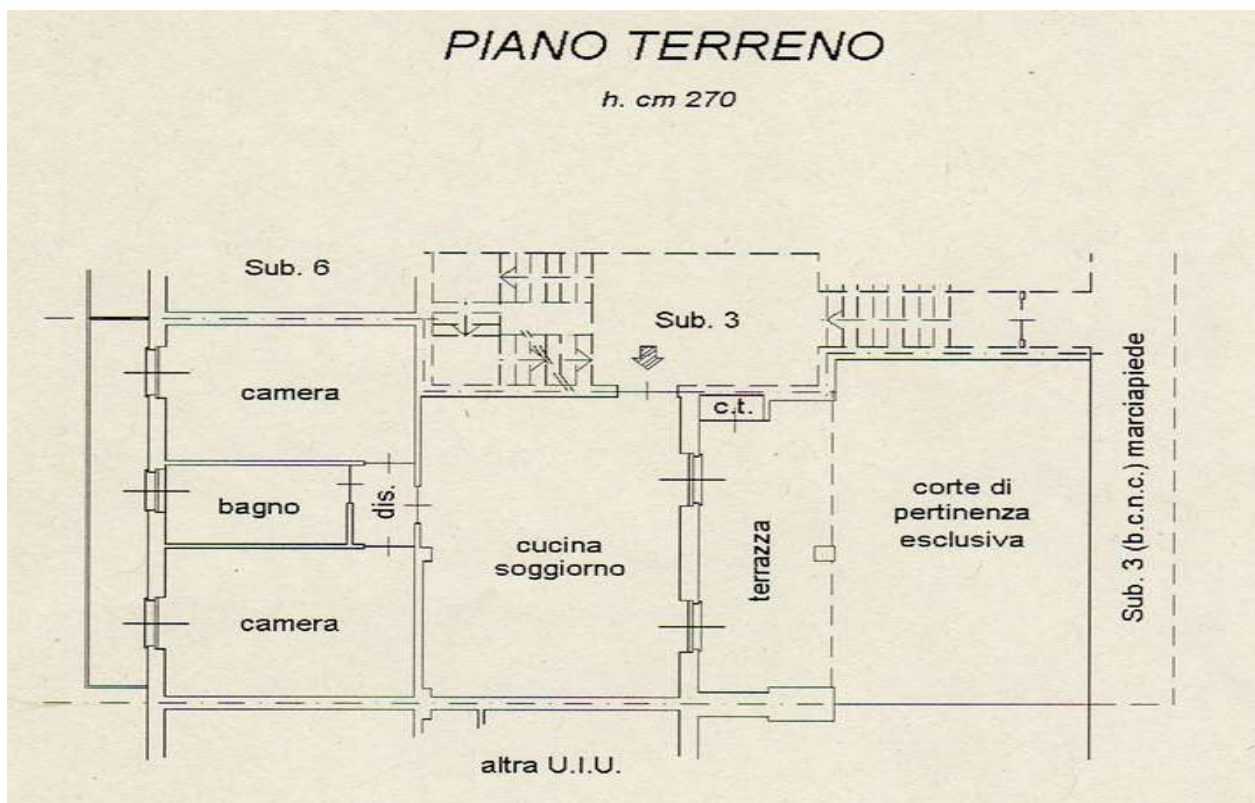 PIANO TERRENO
h. cm 270
Sub. 6
Sub. 3
camera
c.t.
bagno
dis.
cucina
soggiorno
terrazza
corte di
pertinenza
esclusiva
Sub. 3 (b.c.n.c.) marciapiede
camera
altra U.I.U.